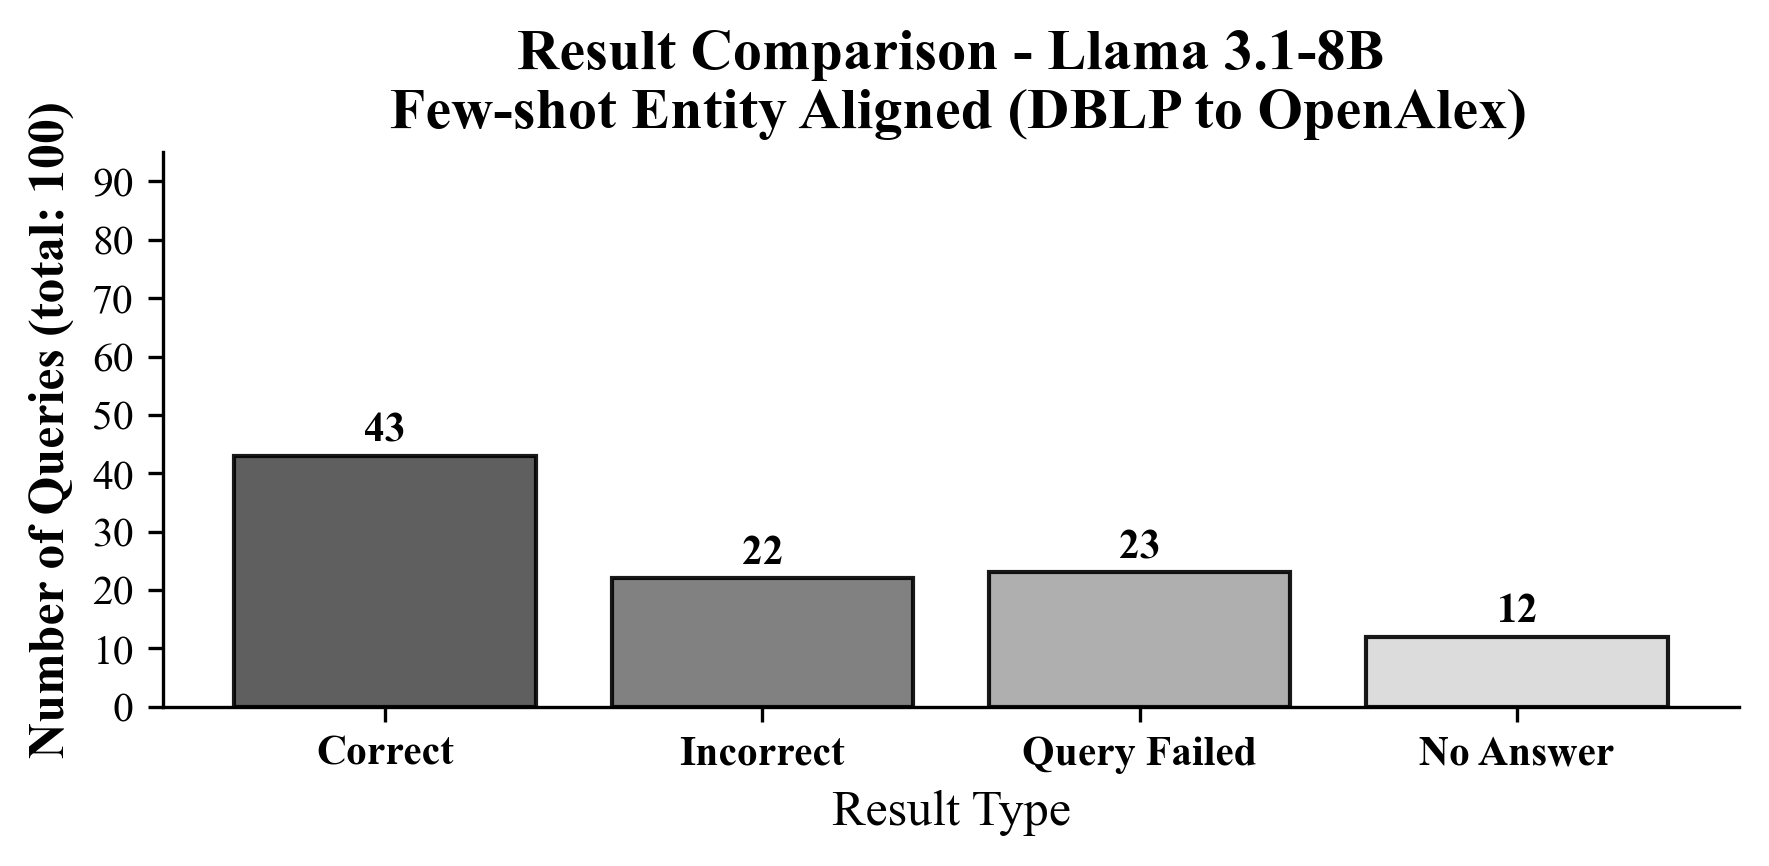 Result Comparison - Llama 3.1-8B
Few-shot Entity Aligned (DBLP to OpenAlex)
Number of Queries (total: 100)
90
80
70
60
50
40
30
20
10
0
43
22
23
12
Correct
Incorrect
Query Failed
No Answer
Result Type